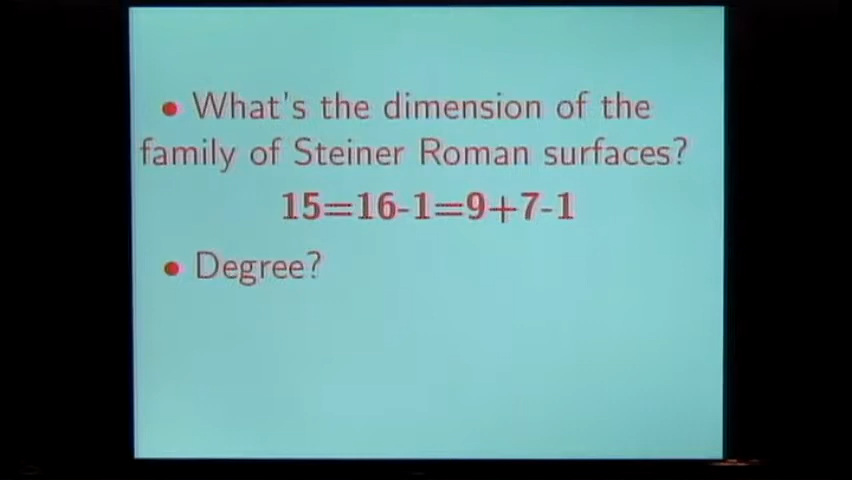 • What's the dimension of the
family of Steiner Roman surfaces?
15=16-1=9+7-1
• Degree?